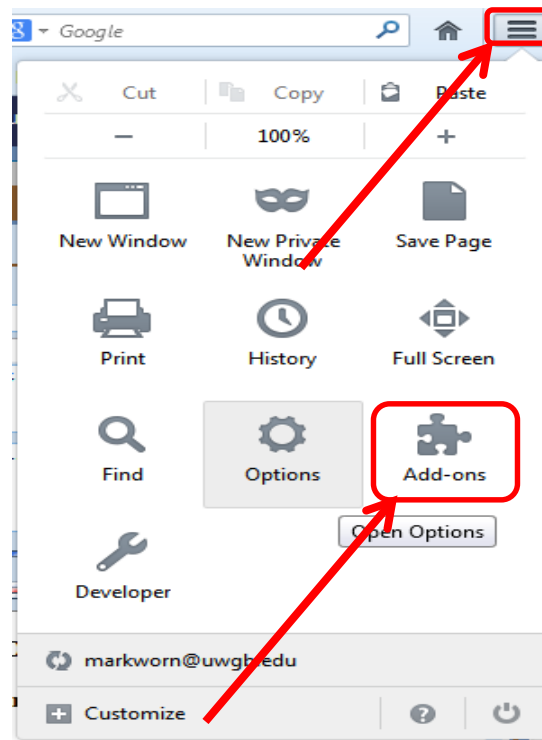 Google
Cut Copy Paste
100%
New Window New Private Window Save Page
Print History Full Screen
Find Options Add-ons
Open Options
Developer
markworn@uwgb.edu
Customize